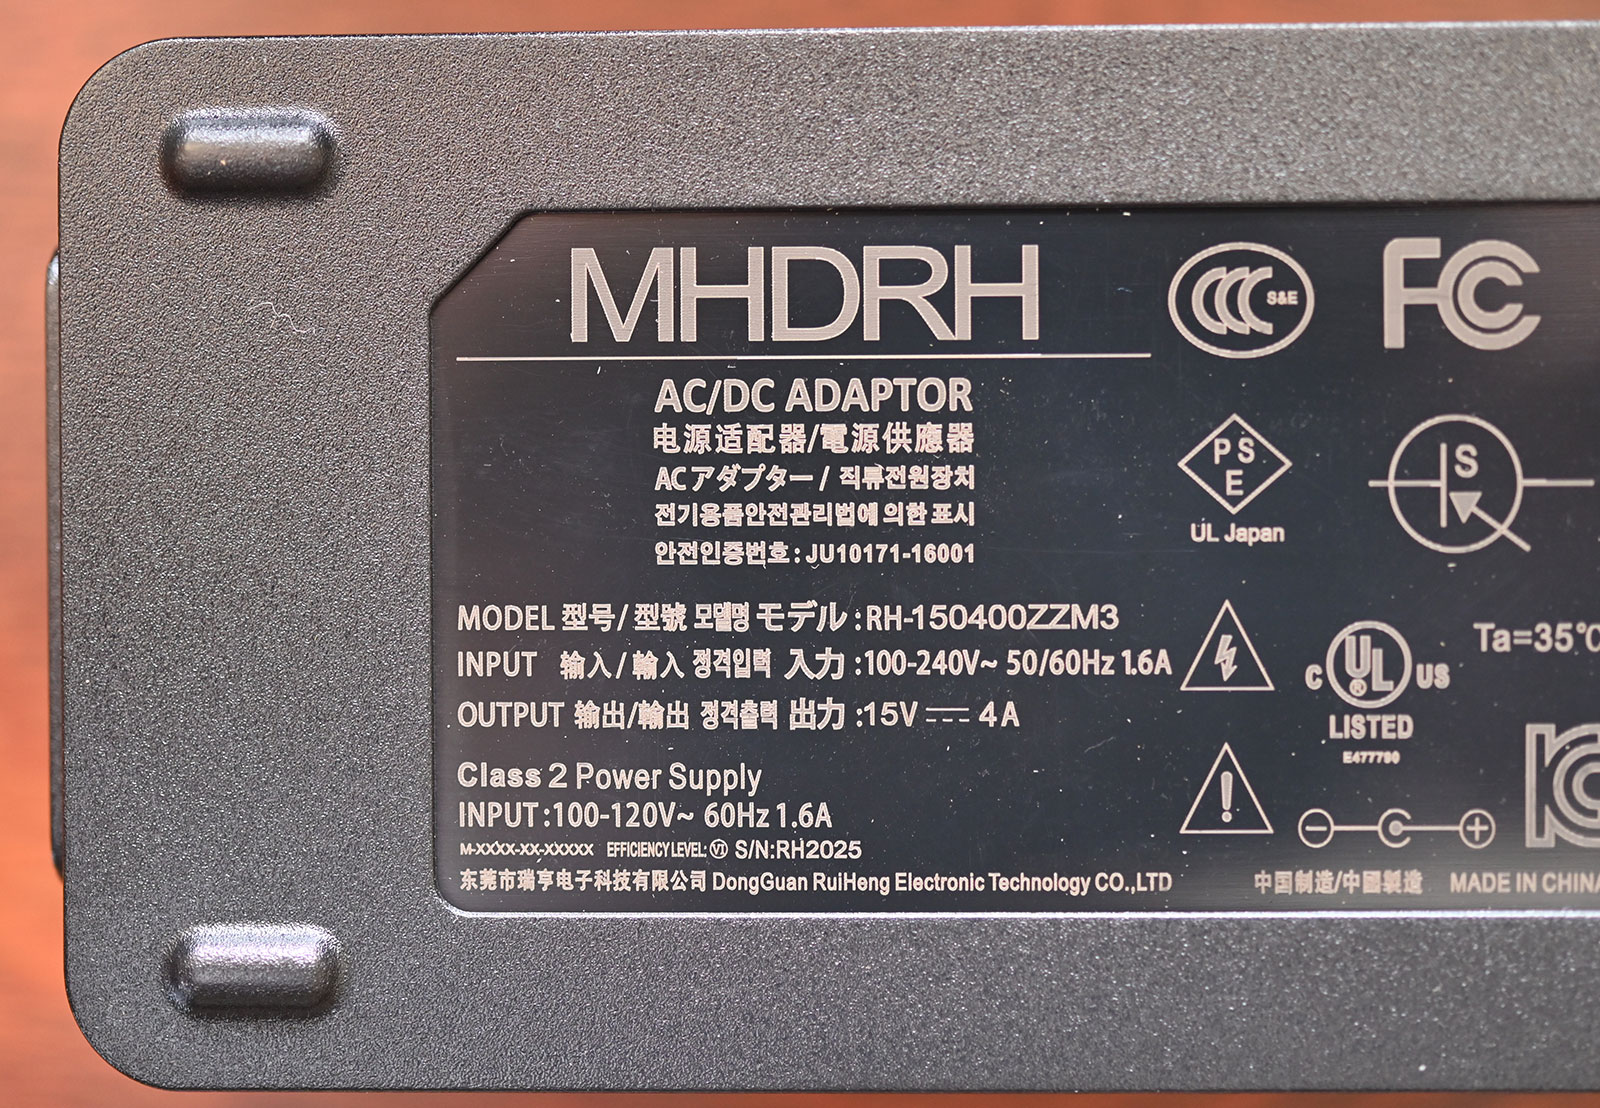 MHDRH
AC/DC ADAPTOR
电源适配器/電源供應器
ACアダプター / 직류전원장치
전기용품안전관리법에 의한 표시
안전인증번호: JU10171-16001
MODEL 型号/ 型號 모델명 モデル : RH-150400ZZM3
INPUT 输入/ 輸入 정격입력 入力 :100-240V~ 50/60Hz 1.6A
OUTPUT 输出/輸出 정격출력 出力 :15V ⎓ 4A
Class 2 Power Supply
INPUT:100-120V~ 60Hz 1.6A
M-XXXX-XX-XXXXX EFFICIENCY LEVEL: VI S/N:RH2025
东莞市瑞亨电子科技有限公司 DongGuan RuiHeng Electronic Technology CO.,LTD
CCC S&E
FC
PSE
UL Japan
S
Ta=35℃
C UL ® US
LISTED
E477790
中国制造/中國製造 MADE IN CHINA